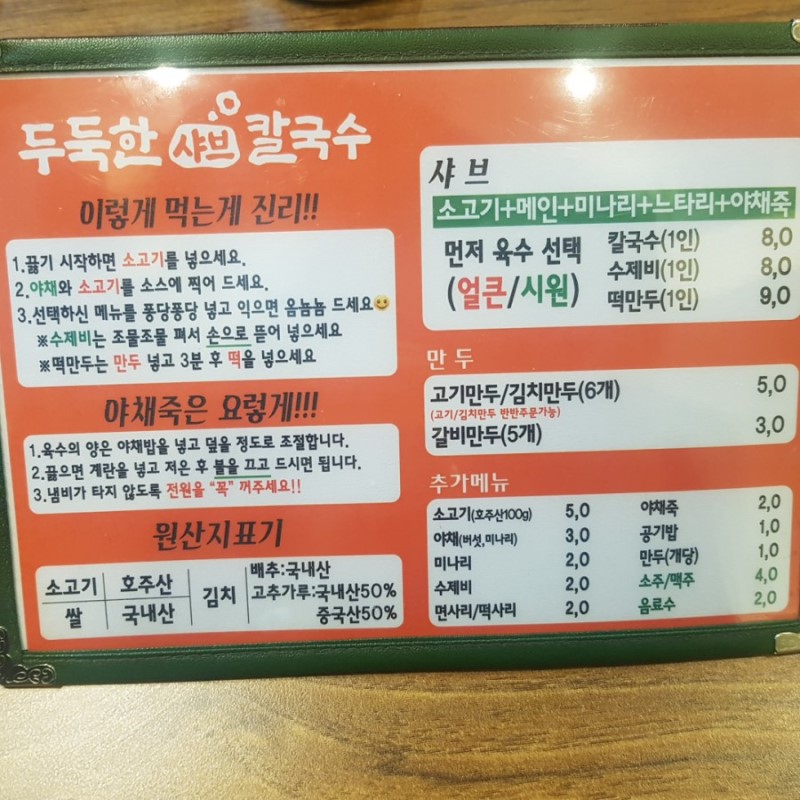 두둑한 샤브 칼국수
이렇게 먹는게 진리!!
1.끓기 시작하면 소고기를 넣으세요.
2.야채와 소고기를 소스에 찍어 드세요.
3.선택하신 메뉴를 퐁당퐁당 넣고 익으면 음뇸뇸 드세요😃
※수제비는 조물조물 펴서 손으로 뜯어 넣으세요
※떡만두는 만두 넣고 3분 후 떡을 넣으세요
야채죽은 요렇게!!!
1.육수의 양은 야채밥을 넣고 덮을 정도로 조절합니다.
2.끓으면 계란을 넣고 저은 후 불을 끄고 드시면 됩니다.
3.냄비가 타지 않도록 전원을 "꼭" 꺼주세요!!
원산지표기
소고기 호주산
쌀 국내산
김치
배추:국내산
고추가루:국내산50%
중국산50%
샤브
소고기+메인+미나리+느타리+야채죽
먼저 육수 선택
(얼큰/시원)
칼국수(1인) 8,0
수제비(1인) 8,0
떡만두(1인) 9,0
만두
고기만두/김치만두(6개) 5,0
(고기/김치만두 반반주문가능)
갈비만두(5개) 3,0
추가메뉴
소고기(호주산100g) 5,0
야채(버섯,미나리) 3,0
미나리 2,0
수제비 2,0
면사리/떡사리 2,0
야채죽 2,0
공기밥 1,0
만두(개당) 1,0
소주/맥주 4,0
음료수 2,0